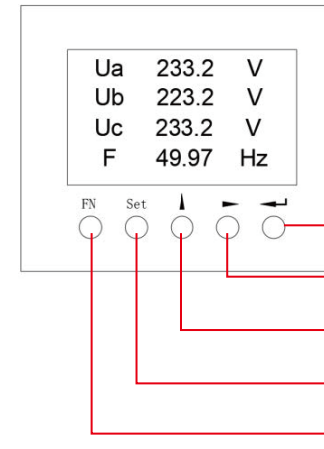 Ua 233.2 V
Ub 223.2 V
Uc 233.2 V
F 49.97 Hz
FN Set